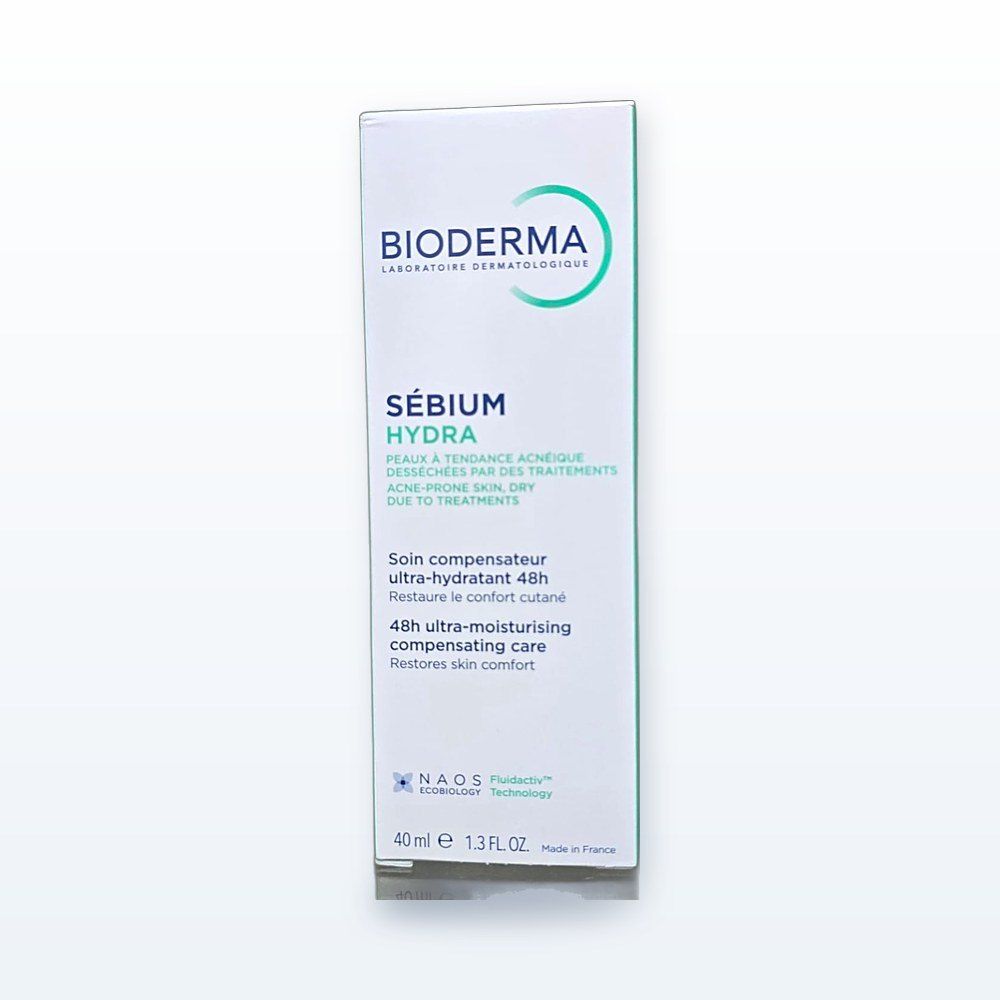 BIODERMA
LABORATOIRE DERMATOLOGIQUE
SÉBIUM
HYDRA
PEAUX À TENDANCE ACNÉIQUE
DESSÉCHÉES PAR DES TRAITEMENTS
ACNE-PRONE SKIN, DRY
DUE TO TREATMENTS
Soin compensateur
ultra-hydratant 48h
Restaure le confort cutané
48h ultra-moisturising
compensating care
Restores skin comfort
NAOS Fluidactiv™
ECOBIOLOGY Technology
40 ml ℮ 1.3 FL. OZ. Made in France